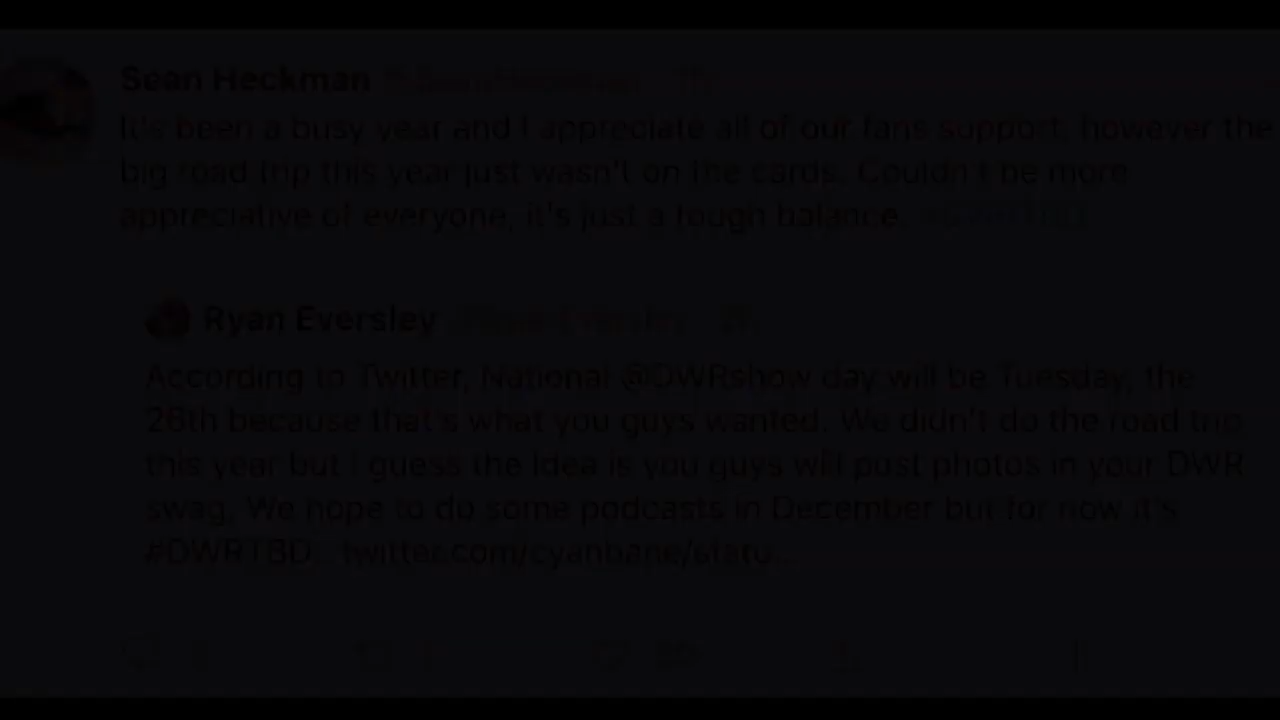 Sean Heckman
It's been a busy year and I appreciate all of our fans support, however the
big road trip this year just wasn't on the cards. Couldn't be more
appreciative of everyone, it's just a tough balance.
Ryan Eversley
According to Twitter, National @DWRshow day will be Tuesday, the
26th because that's what you guys wanted. We didn't do the road trip
this year but I guess the idea is you guys will post photos in your DWR
swag. We hope to do some podcasts in December but for now it's
#DWRTBD. twitter.com/cyanbane/statu…